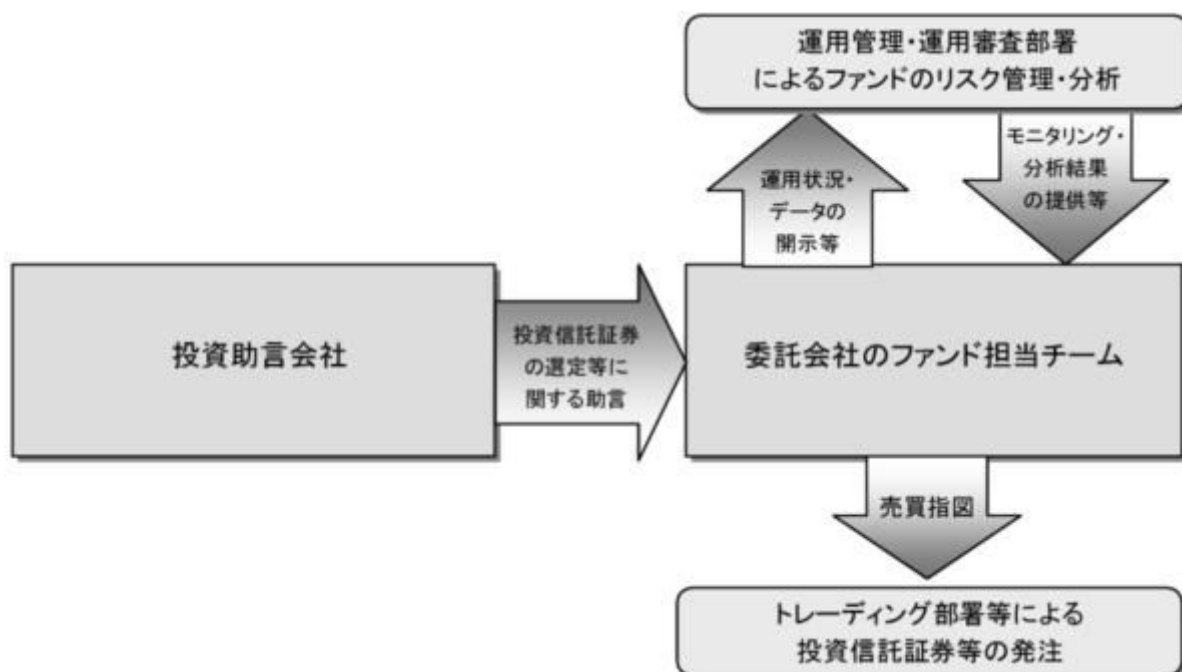 運用管理・運用審査部署
によるファンドのリスク管理・分析
運用状況・
データの
開示等
モニタリング・
分析結果
の提供等
投資助言会社
投資信託証券
の選定等に
関する助言
委託会社のファンド担当チーム
売買指図
トレーディング部署等による
投資信託証券等の発注